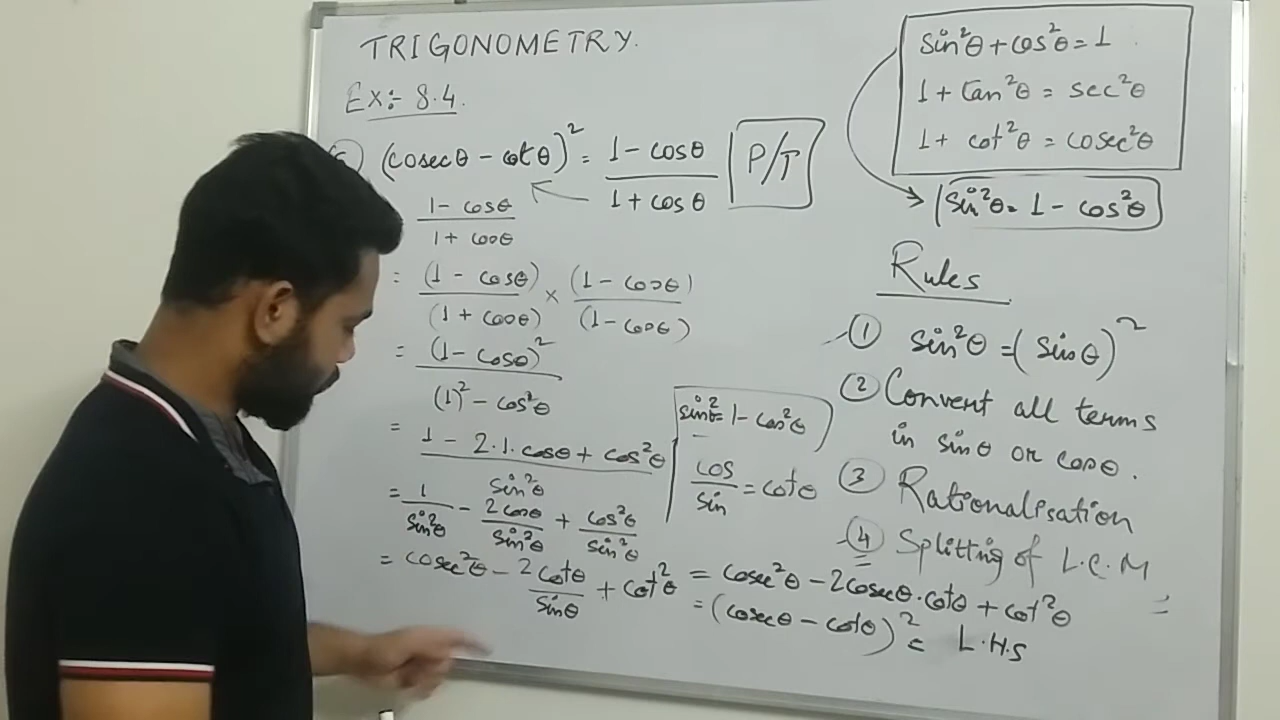 TRIGONOMETRY.
Ex:- 8.4.
(cosecθ - cotθ)² = (1 - cosθ)/(1 + cosθ) P/T
(1 - cosθ)/(1 + cosθ)
= (1 - cosθ)/(1 + cosθ) × (1 - cosθ)/(1 - cosθ)
= (1 - cosθ)²/((1)² - cos²θ)
= (1 - 2·1·cosθ + cos²θ)/sin²θ
= 1/sin²θ - 2cosθ/sin²θ + cos²θ/sin²θ
= cosec²θ - 2cotθ/sinθ + cot²θ = cosec²θ - 2cosecθ·cotθ + cot²θ =
= (cosecθ - cotθ)² = L.H.S
sin²θ = 1 - cos²θ
cos/sin = cotθ
sin²θ + cos²θ = 1
1 + tan²θ = sec²θ
1 + cot²θ = cosec²θ
sin²θ = 1 - cos²θ
Rules
① sin²θ = (sinθ)²
② Convent all terms
in sinθ or cosθ.
③ Rationalisation
④ Splitting of L.C.M